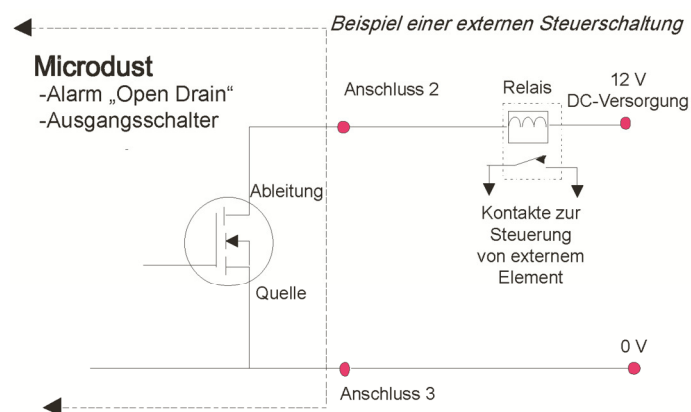 Beispiel einer externen Steuerschaltung
Microdust
-Alarm „Open Drain“
-Ausgangsschalter
Anschluss 2
Relais
12 V
DC-Versorgung
Ableitung
Kontakte zur
Steuerung
von externem
Element
Quelle
0 V
Anschluss 3